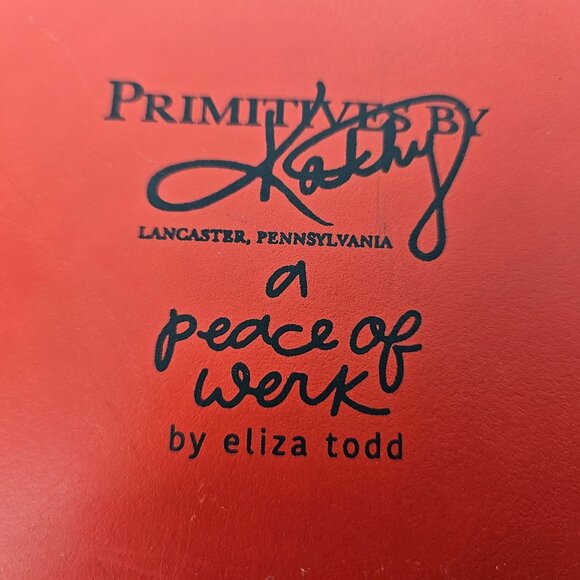 PRIMITIVES BY
Kathy
LANCASTER, PENNSYLVANIA
a
peace of
werk
by eliza todd